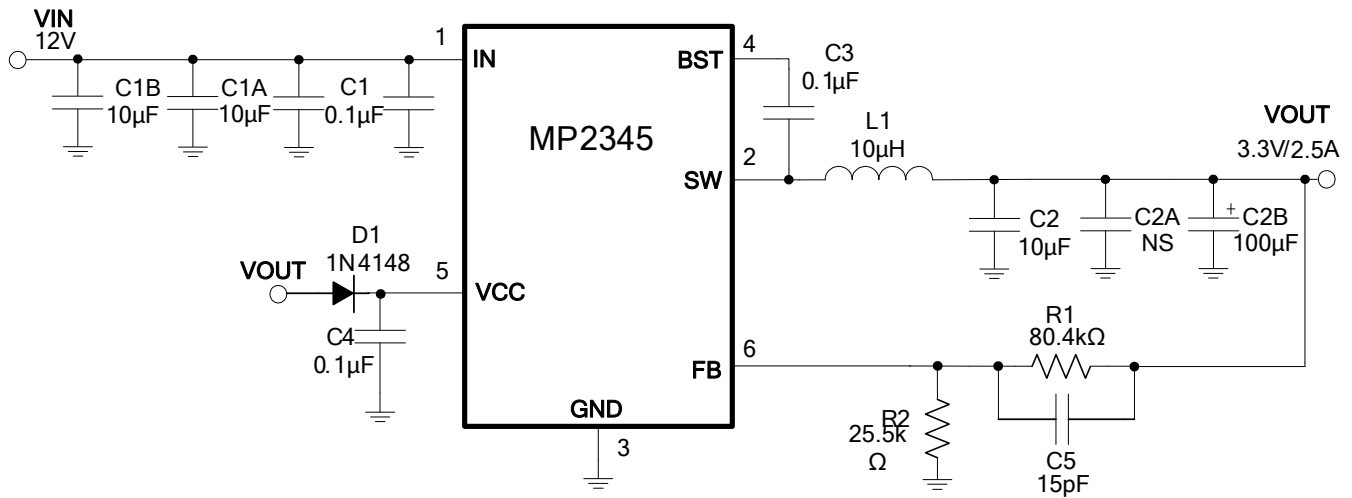 VIN
12V
1
IN
C1B
10µF
C1A
10µF
C1
0.1µF
MP2345
BST
4
C3
0.1µF
L1
10µH
2
SW
VOUT
3.3V/2.5A
C2
10µF
C2A
NS
+
C2B
100µF
D1
1N4148
VOUT
5
VCC
C4
0.1µF
R1
80.4kΩ
6
FB
GND
3
R2
25.5k
Ω
C5
15pF